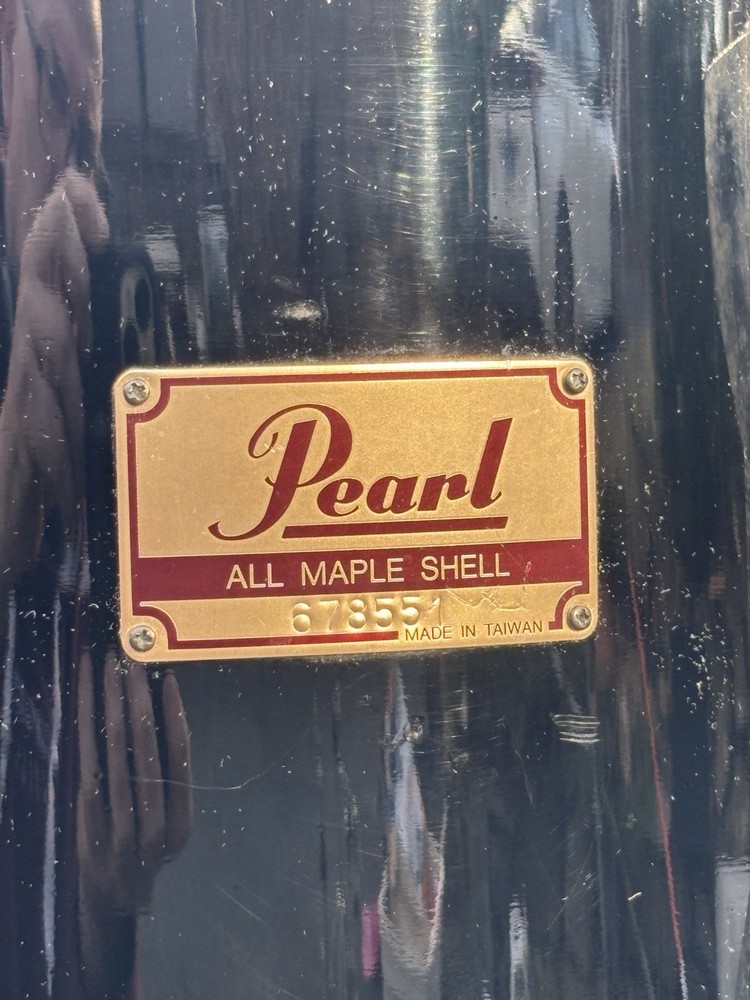 Pearl
ALL MAPLE SHELL
678551
MADE IN TAIWAN